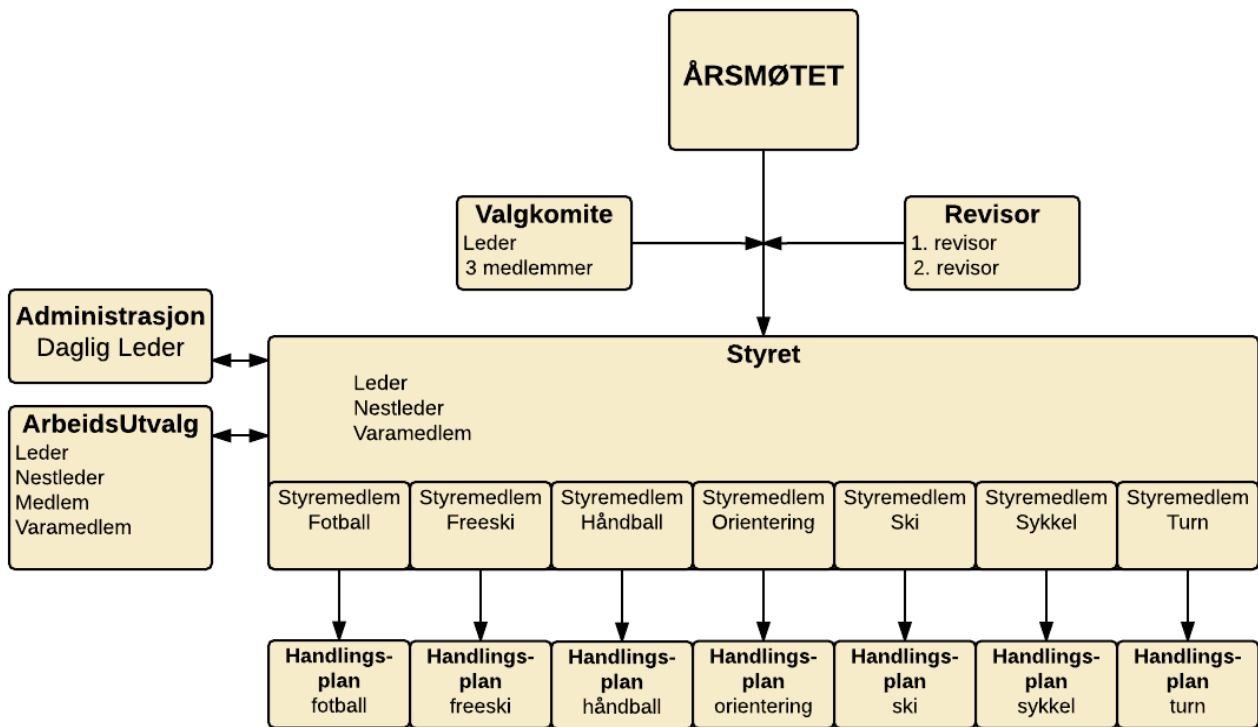 ÅRSMØTET
Valgkomite
Leder
3 medlemmer
Revisor
1. revisor
2. revisor
Administrasjon
Daglig Leder
ArbeidsUtvalg
Leder
Nestleder
Medlem
Varamedlem
Styret
Leder
Nestleder
Varamedlem
Styremedlem
Fotball
Styremedlem
Freeski
Styremedlem
Håndball
Styremedlem
Orientering
Styremedlem
Ski
Styremedlem
Sykkel
Styremedlem
Turn
Handlings-
plan
fotball
Handlings-
plan
freeski
Handlings-
plan
håndball
Handlings-
plan
orientering
Handlings-
plan
ski
Handlings-
plan
sykkel
Handlings-
plan
turn